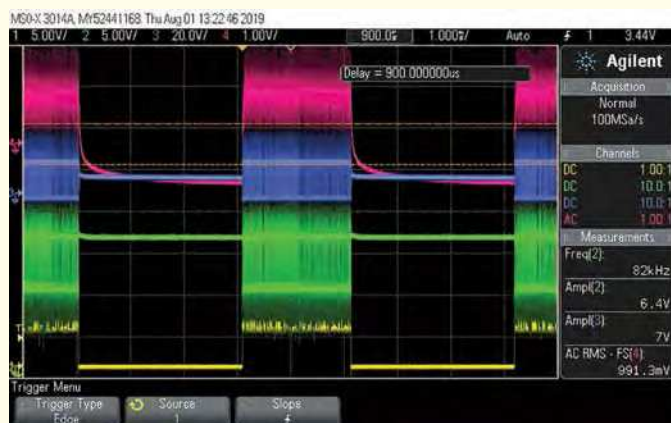 MSO-X 3014A, MY52441168: Thu Aug 01 13:22:46 2019
1 5.00V/ 2 5.00V/ 3 20.0V/ 4 1.00V/ 900.0 1.000 / Auto 1 3.44V
Delay = 900.000000us
Agilent
Acquisition
Normal
100MSa/s
Channels
DC 1.00:1
DC 10.0:1
DC 10.0:1
AC 1.00:1
Measurements
Freq(2):
82kHz
Ampl(2):
6.4V
Ampl(3):
7V
AC RMS - FS(4):
991.3mV
Trigger Menu
Trigger Type
Edge
Source
1
Slope